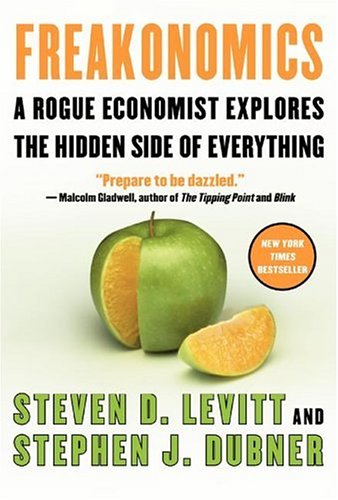 FREAKONOMICS
A ROGUE ECONOMIST EXPLORES
THE HIDDEN SIDE OF EVERYTHING
“Prepare to be dazzled.”
— Malcolm Gladwell, author of The Tipping Point and Blink
NEW YORK
TIMES
BESTSELLER
STEVEN D. LEVITT AND
STEPHEN J. DUBNER